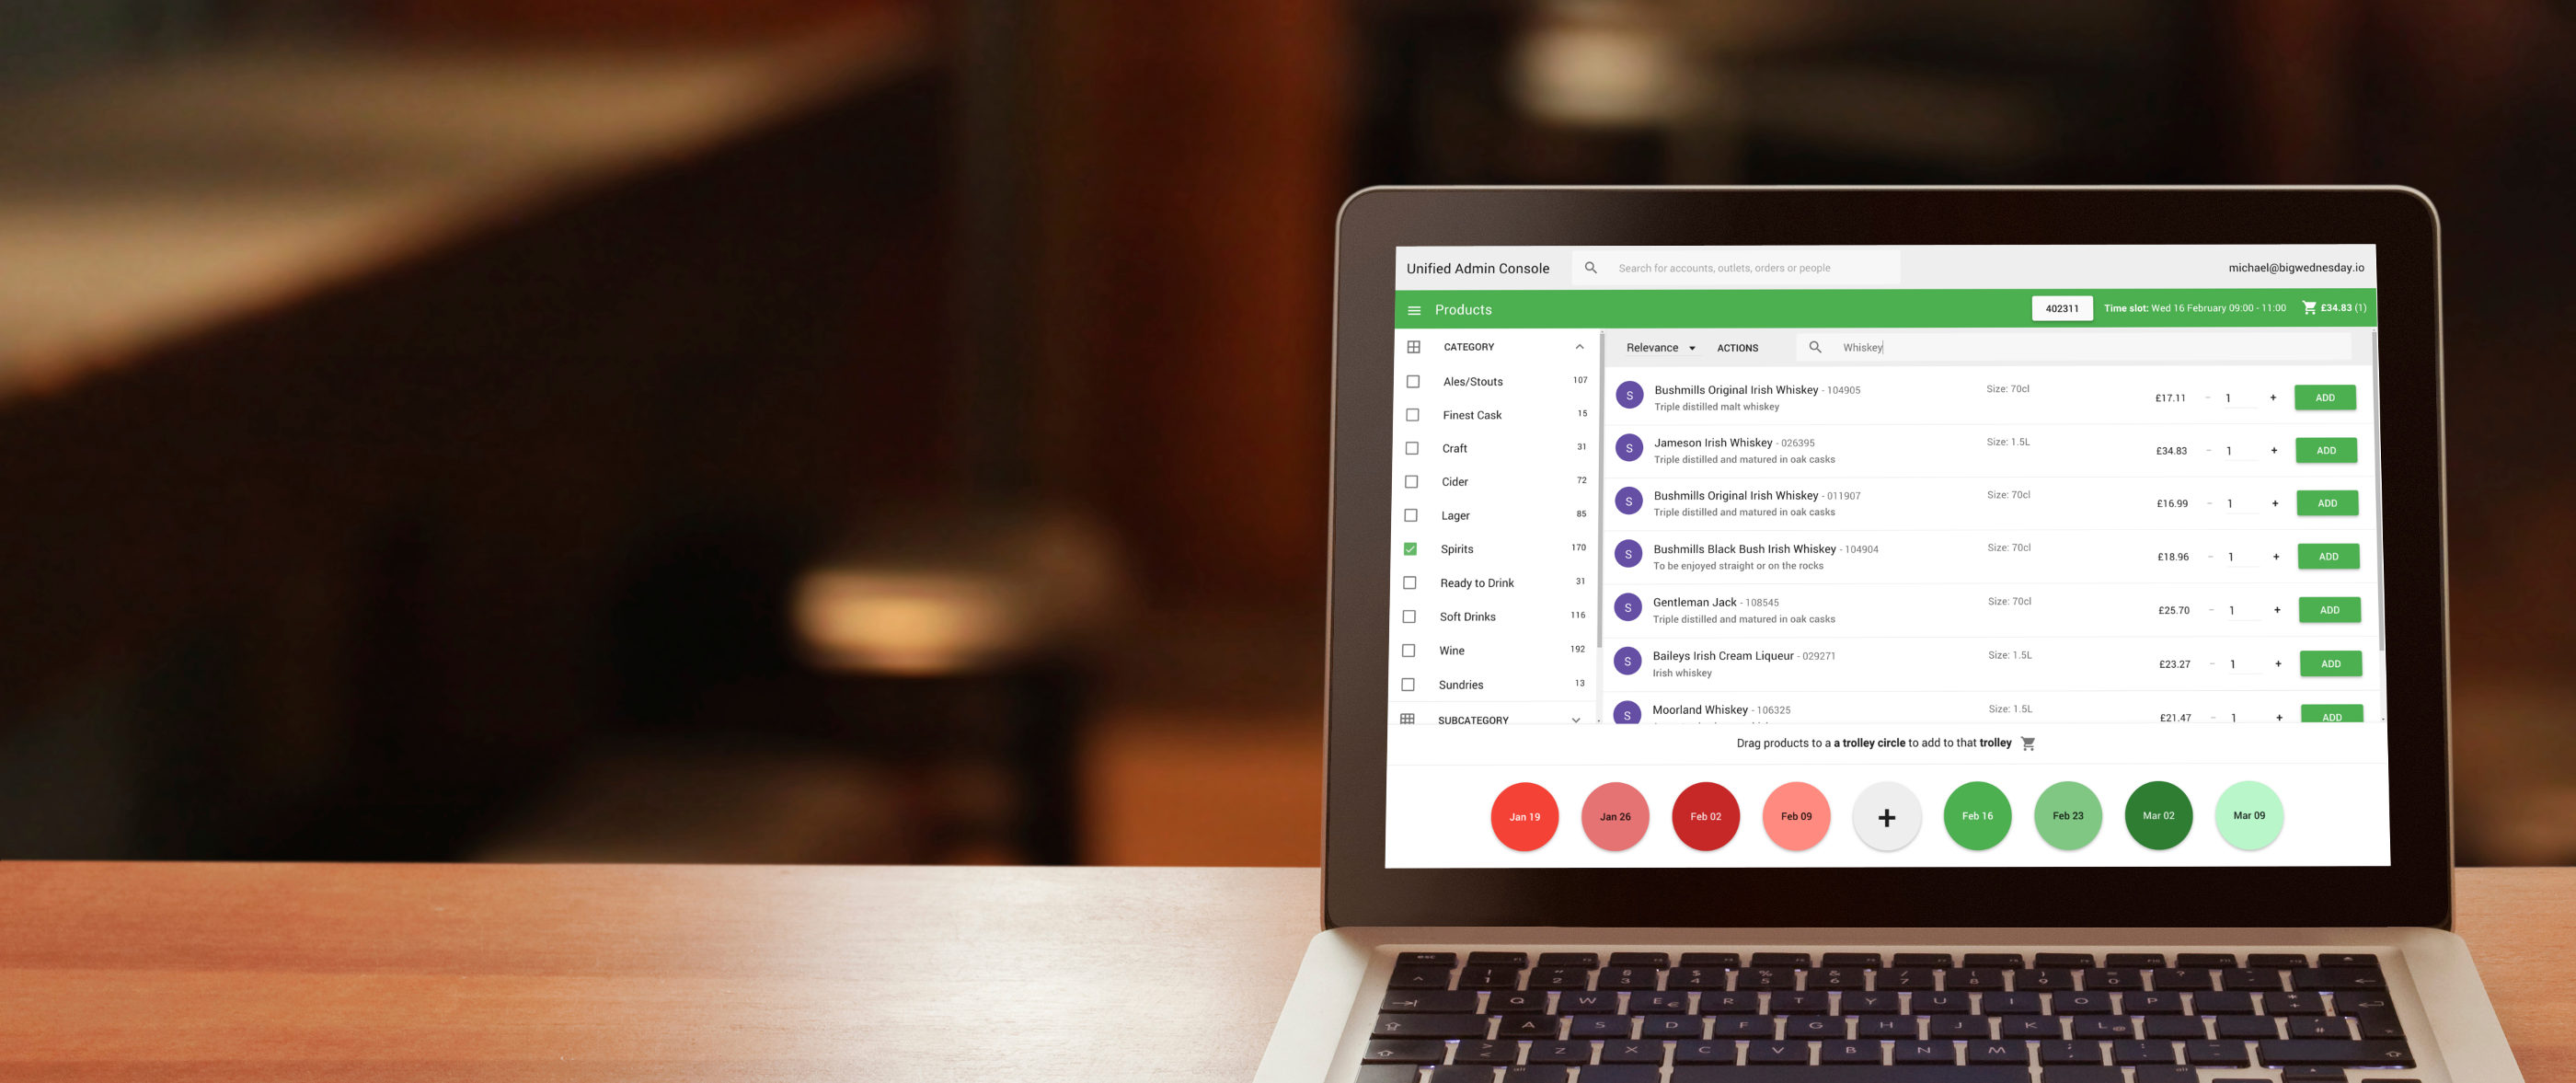 Unified Admin Console
Search for accounts, outlets, orders or people
michael@bigwednesday.io
Products
402311
Time slot: Wed 16 February 09:00 - 11:00
£34.83 (1)
CATEGORY
Ales/Stouts 107
Finest Cask 15
Craft 31
Cider 72
Lager 85
Spirits 170
Ready to Drink 31
Soft Drinks 116
Wine 192
Sundries 13
SUBCATEGORY
Relevance
ACTIONS
Whiskey
S
Bushmills Original Irish Whiskey - 104905
Triple distilled malt whiskey
Size: 70cl
£17.11 - 1 + ADD
S
Jameson Irish Whiskey - 026395
Triple distilled and matured in oak casks
Size: 1.5L
£34.83 - 1 + ADD
S
Bushmills Original Irish Whiskey - 011907
Triple distilled and matured in oak casks
Size: 70cl
£16.99 - 1 + ADD
S
Bushmills Black Bush Irish Whiskey - 104904
To be enjoyed straight or on the rocks
Size: 70cl
£18.96 - 1 + ADD
S
Gentleman Jack - 108545
Triple distilled and matured in oak casks
Size: 70cl
£25.70 - 1 + ADD
S
Baileys Irish Cream Liqueur - 029271
Irish whiskey
Size: 1.5L
£23.27 - 1 + ADD
S
Moorland Whiskey - 106325
Size: 1.5L
£21.47 - 1 + ADD
Drag products to a a trolley circle to add to that trolley
Jan 19
Jan 26
Feb 02
Feb 09
+
Feb 16
Feb 23
Mar 02
Mar 09
esc
Q W E € R T Y U I O P
A S D F G H J K L @
Z X C V B N M